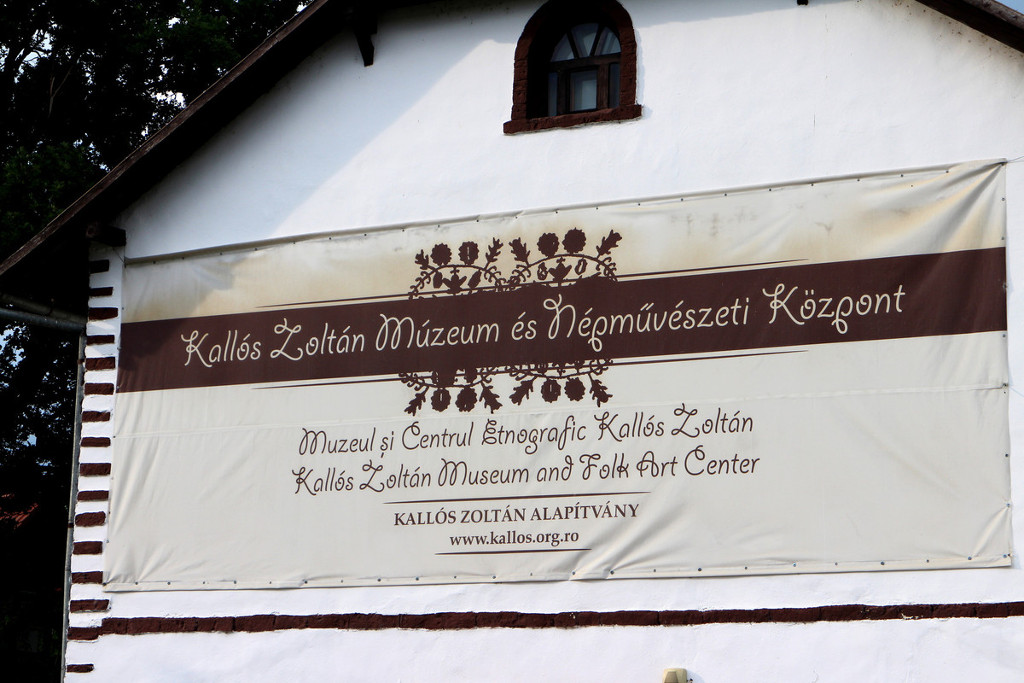 Kallós Zoltán Múzeum és Népművészeti Központ
Muzeul și Centrul Etnografic Kallós Zoltán
Kallós Zoltán Museum and Folk Art Center
KALLÓS ZOLTÁN ALAPÍTVÁNY
www.kallos.org.ro